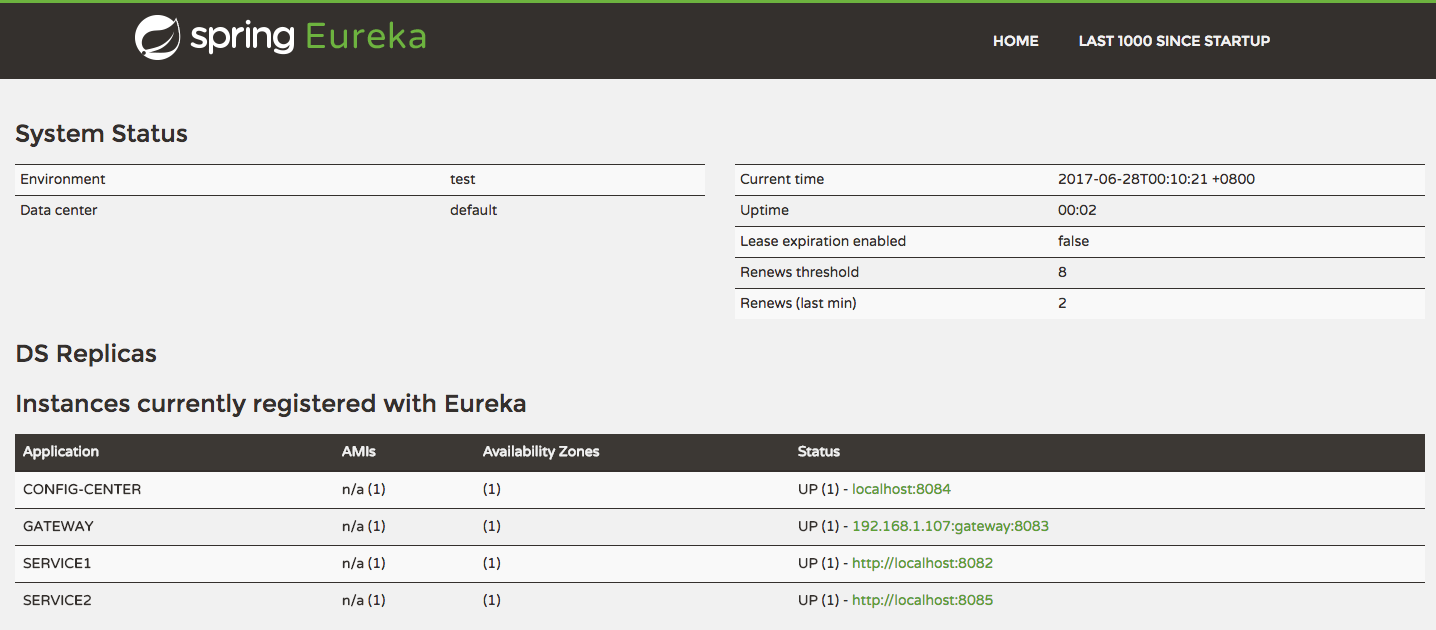 spring Eureka
HOME LAST 1000 SINCE STARTUP
System Status
Environment test
Data center default
Current time 2017-06-28T00:10:21 +0800
Uptime 00:02
Lease expiration enabled false
Renews threshold 8
Renews (last min) 2
DS Replicas
Instances currently registered with Eureka
Application AMIs Availability Zones Status
CONFIG-CENTER n/a (1) (1) UP (1) - localhost:8084
GATEWAY n/a (1) (1) UP (1) - 192.168.1.107:gateway:8083
SERVICE1 n/a (1) (1) UP (1) - http://localhost:8082
SERVICE2 n/a (1) (1) UP (1) - http://localhost:8085